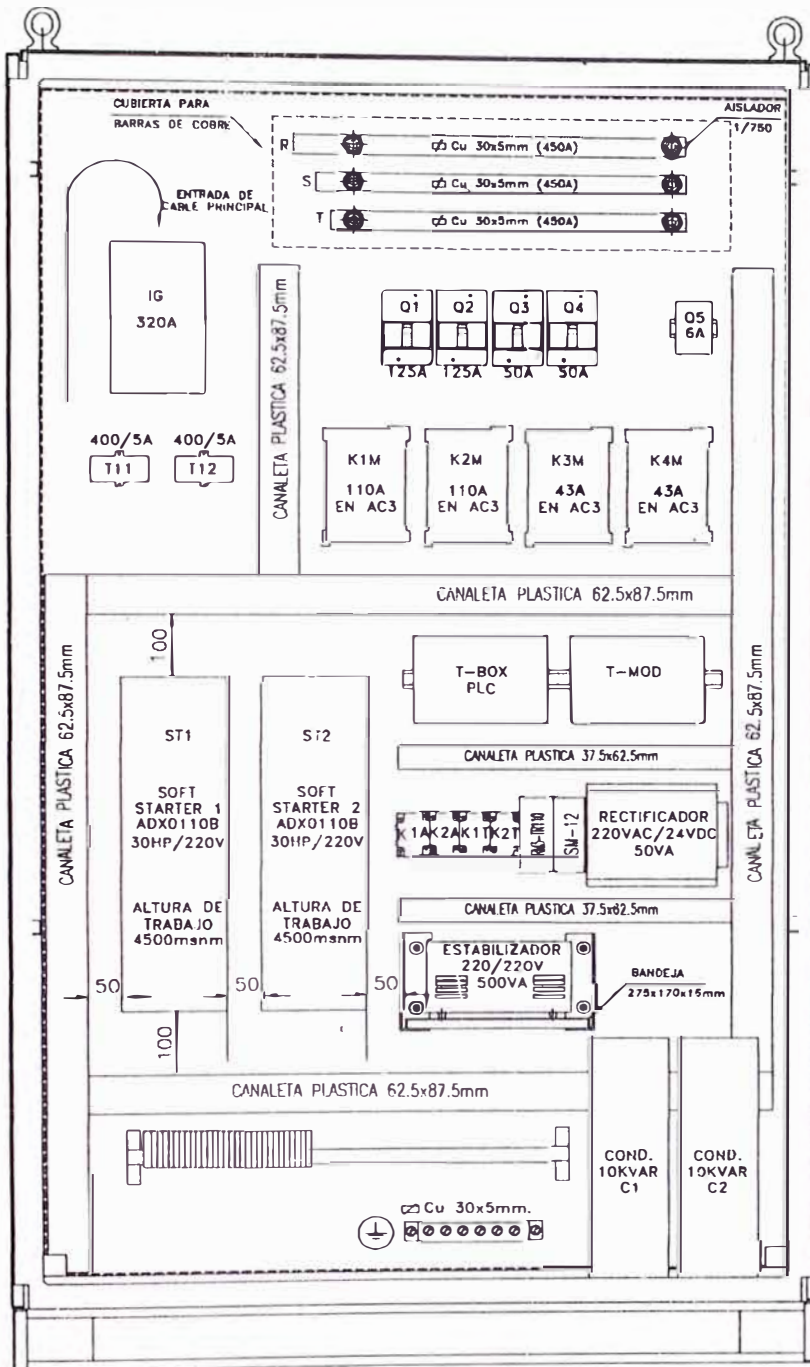 CUBIERTA PARA
BARRAS DE COBRE
AISLADOR
1/750
R
Cu 30x5mm (450A)
S
Cu 30x5mm (450A)
T
Cu 30x5mm (450A)
ENTRADA DE
CABLE PRINCIPAL
IG
320A
CANALETA PLASTICA 62.5x87.5mm
Q1
Q2
Q3
Q4
125A
125A
50A
50A
Q5
6A
400/5A
400/5A
T11
T12
K1M
110A
EN AC3
K2M
110A
EN AC3
K3M
43A
EN AC3
K4M
43A
EN AC3
CANALETA PLASTICA 62.5x87.5mm
CANALETA PLASTICA 62.5x87.5mm
CANALETA PLASTICA 62.5x87.5mm
100
T-BOX
PLC
T-MOD
CANALETA PLASTICA 37.5x62.5mm
ST1
SOFT
STARTER 1
ADX0110B
30HP/220V
ALTURA DE
TRABAJO
4500msnm
ST2
SOFT
STARTER 2
ADX0110B
30HP/220V
ALTURA DE
TRABAJO
4500msnm
K1A
K2A
K1T
K2T
SM-12
RECTIFICADOR
220VAC/24VDC
50VA
CANALETA PLASTICA 37.5x62.5mm
ESTABILIZADOR
220/220V
500VA
BANDEJA
275x170x15mm
50
50
50
100
CANALETA PLASTICA 62.5x87.5mm
COND.
10KVAR
C1
COND.
10KVAR
C2
Cu 30x5mm.